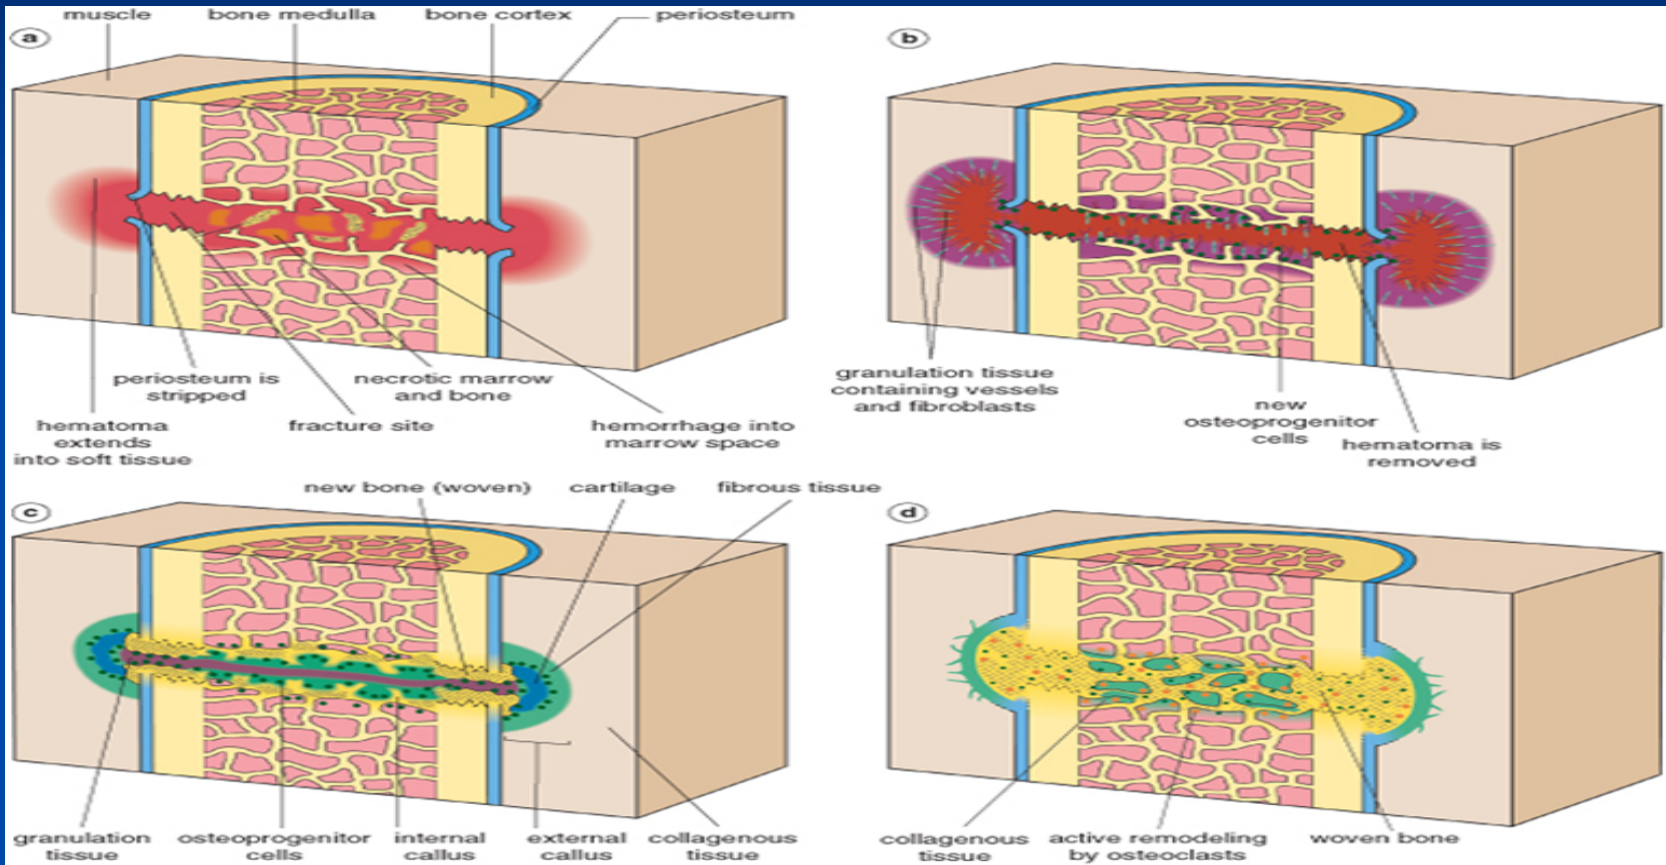 muscle
bone medulla
bone cortex
periosteum
a
periosteum is
stripped
necrotic marrow
and bone
hematoma
extends
into soft tissue
fracture site
hemorrhage into
marrow space
b
granulation tissue
containing vessels
and fibroblasts
new
osteoprogenitor
cells
hematoma is
removed
c
new bone (woven)
cartilage
fibrous tissue
granulation
tissue
osteoprogenitor
cells
internal
callus
external
callus
collagenous
tissue
d
collagenous
tissue
active remodeling
by osteoclasts
woven bone